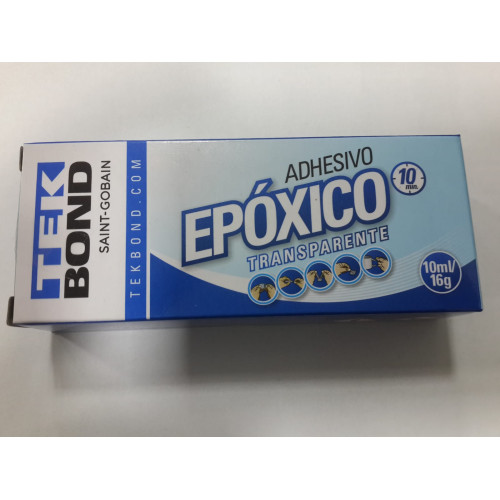 TEK
BOND
SAINT-GOBAIN
TEKBOND.COM
ADHESIVO
EPÓXICO
TRANSPARENTE
10
min.
10ml/
16g